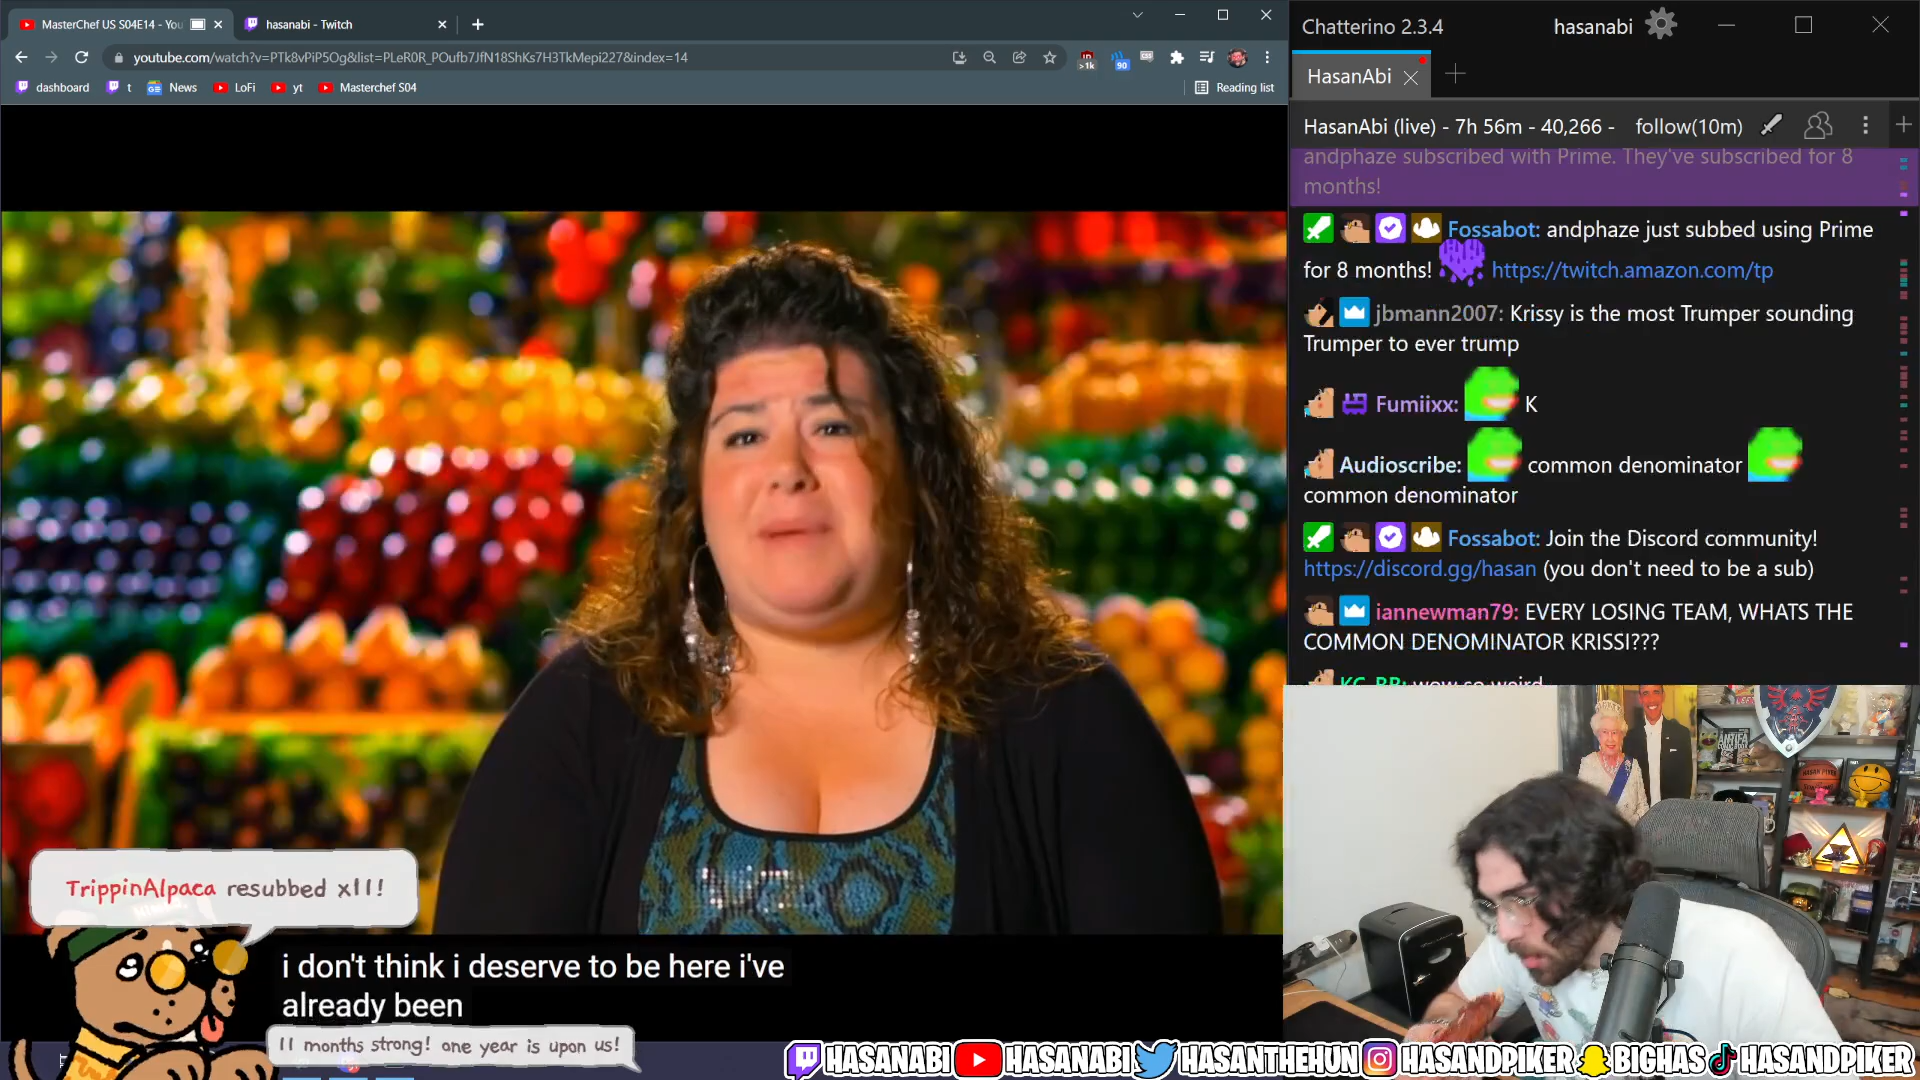 MasterChef US S04E14 - You
hasanabi - Twitch
youtube.com/watch?v=PTk8vPiP5Og&list=PLeR0R_POufb7JfN18ShKs7H3TkMepi227&index=14
>1k
90
dashboard
t
News
LoFi
yt
Masterchef S04
Reading list
TrippinAlpaca resubbed x11!
i don't think i deserve to be here i've
already been
11 months strong! one year is upon us!
Chatterino 2.3.4
hasanabi
HasanAbi
HasanAbi (live) - 7h 56m - 40,266 -
follow(10m)
andphaze subscribed with Prime. They've subscribed for 8
months!
Fossabot: andphaze just subbed using Prime
for 8 months! https://twitch.amazon.com/tp
jbmann2007: Krissy is the most Trumper sounding
Trumper to ever trump
Fumiixx: K
Audioscribe: common denominator
common denominator
Fossabot: Join the Discord community!
https://discord.gg/hasan (you don't need to be a sub)
iannewman79: EVERY LOSING TEAM, WHATS THE
COMMON DENOMINATOR KRISSI???
wow so weird
HASANABI HASANABI HASANTHEHUN HASANDPIKER BIGHAS HASANDPIKER